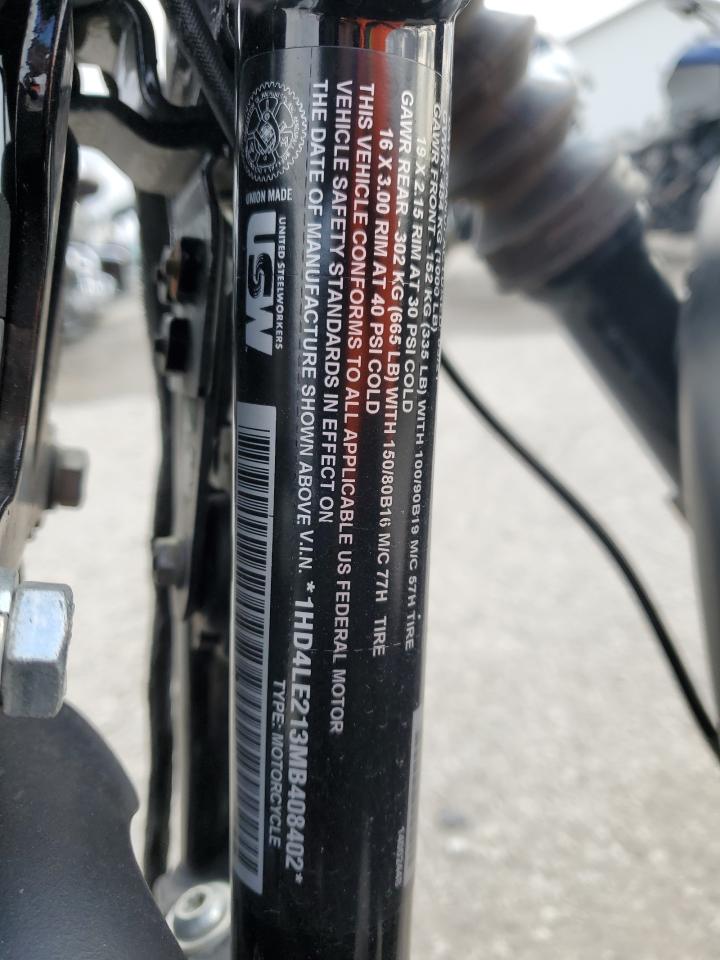 GAWR FRONT - 152 KG (335 LB) WITH 100/90B19 M/C 57H TIRE
19 X 2.15 RIM AT 30 PSI COLD
GAWR REAR - 302 KG (665 LB) WITH 150/80B16 M/C 77H TIRE
16 X 3.00 RIM AT 40 PSI COLD
THIS VEHICLE CONFORMS TO ALL APPLICABLE US FEDERAL MOTOR
VEHICLE SAFETY STANDARDS IN EFFECT ON
THE DATE OF MANUFACTURE SHOWN ABOVE V.I.N. *1HD4LE213MB408402*
TYPE: MOTORCYCLE
UNION MADE
UNITED STEELWORKERS
USW